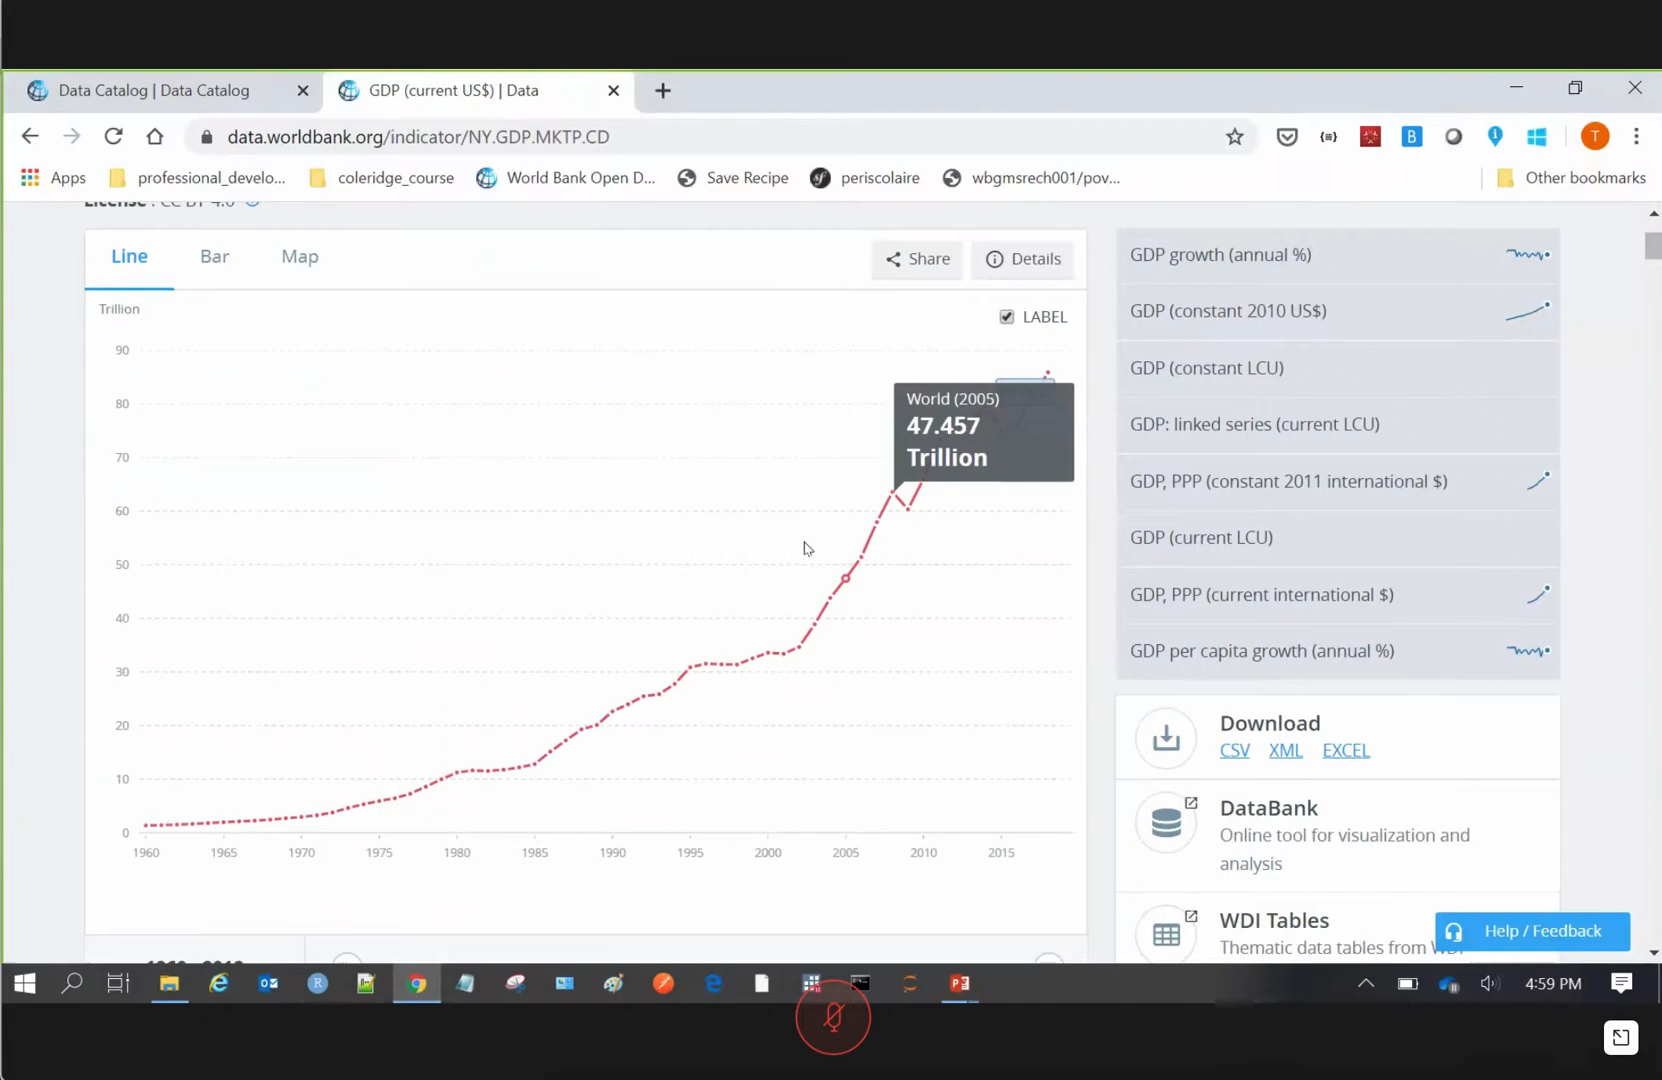 Data Catalog | Data Catalog
GDP (current US$) | Data
data.worldbank.org/indicator/NY.GDP.MKTP.CD
B
T
Apps
professional_develo...
coleridge_course
World Bank Open D...
Save Recipe
periscolaire
wbgmsrech001/pov...
Other bookmarks
License : CC BY 4.0
Line
Bar
Map
Share
Details
Trillion
LABEL
90
80
70
60
50
40
30
20
10
0
World (2005)
47.457
Trillion
1960
1965
1970
1975
1980
1985
1990
1995
2000
2005
2010
2015
GDP growth (annual %)
GDP (constant 2010 US$)
GDP (constant LCU)
GDP: linked series (current LCU)
GDP, PPP (constant 2011 international $)
GDP (current LCU)
GDP, PPP (current international $)
GDP per capita growth (annual %)
Download
CSV XML EXCEL
DataBank
Online tool for visualization and
analysis
WDI Tables
Thematic data tables from WDI
Help / Feedback
4:59 PM